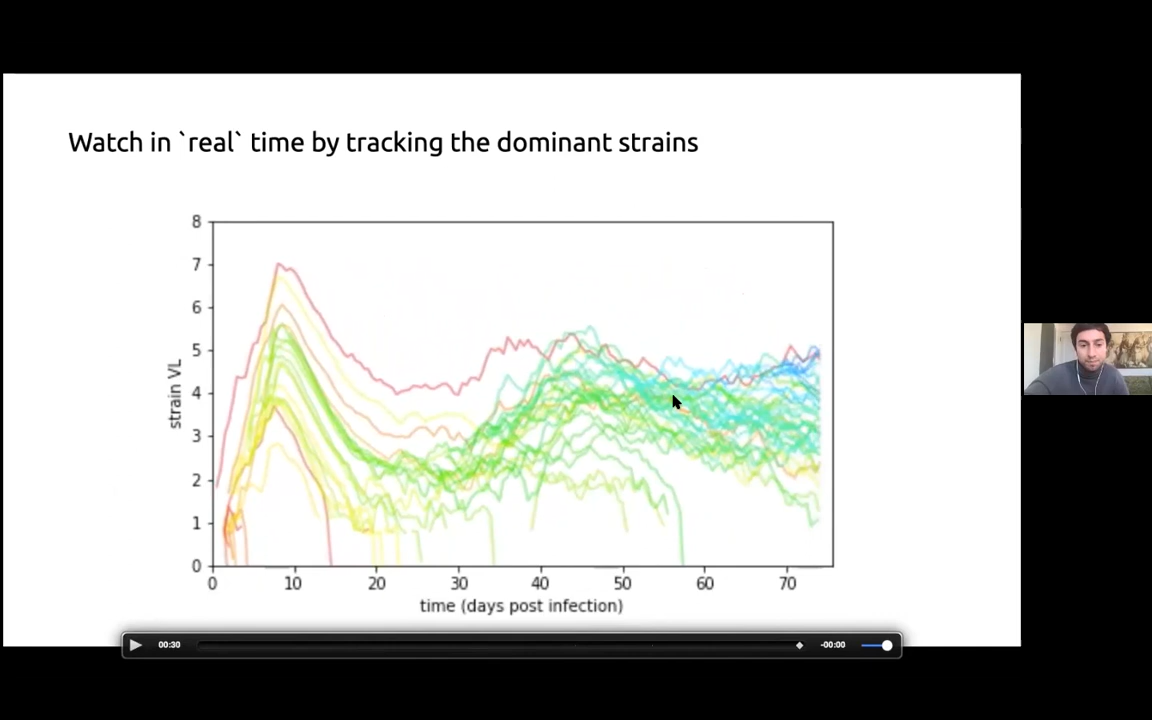 Watch in `real` time by tracking the dominant strains
8
7
6
5
4
3
2
1
0
strain VL
0 10 20 30 40 50 60 70
time (days post infection)
00:30 -00:00